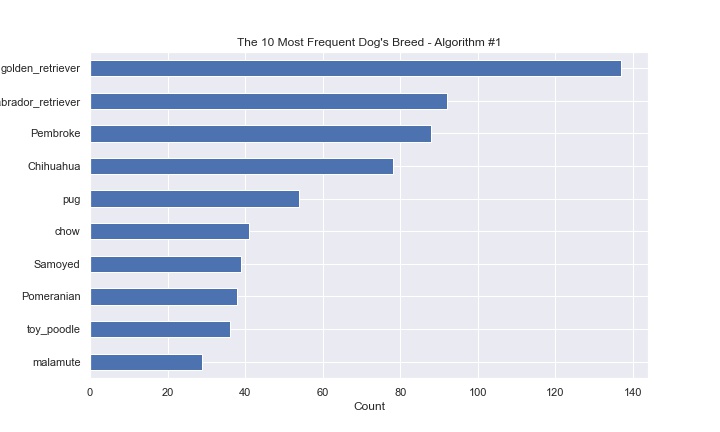 The 10 Most Frequent Dog's Breed - Algorithm #1
golden_retriever
abrador_retriever
Pembroke
Chihuahua
pug
chow
Samoyed
Pomeranian
toy_poodle
malamute
0 20 40 60 80 100 120 140
Count